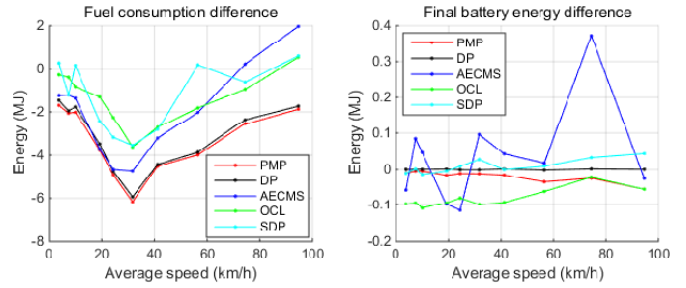 Fuel consumption difference
2
0
-2
-4
-6
-8
Energy (MJ)
PMP
DP
AECMS
OCL
SDP
0 20 40 60 80 100
Average speed (km/h)
Final battery energy difference
0.4
0.3
0.2
0.1
0
-0.1
-0.2
Energy (MJ)
PMP
DP
AECMS
OCL
SDP
0 20 40 60 80 100
Average speed (km/h)